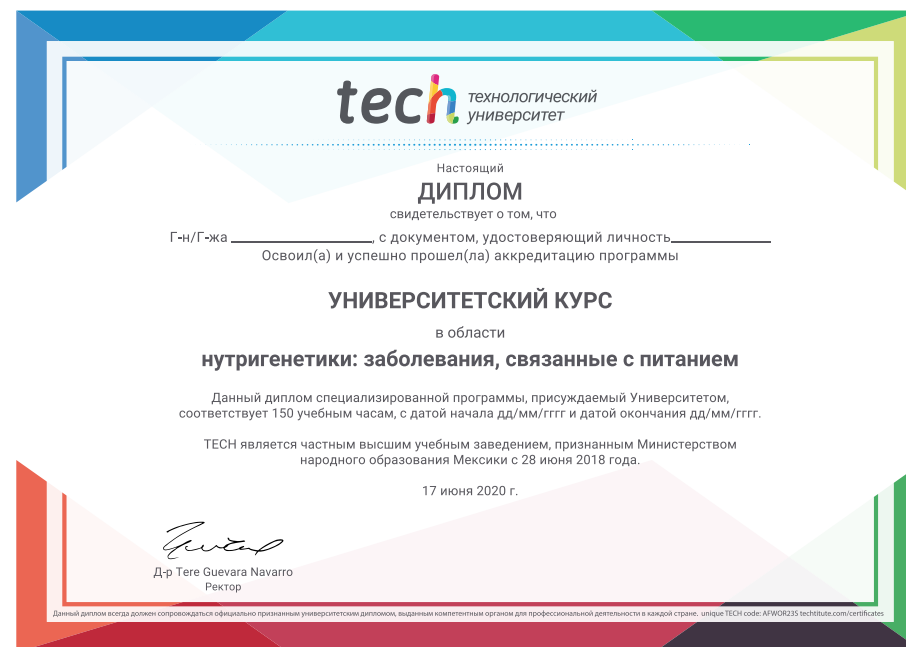 tech технологический
университет
Настоящий
ДИПЛОМ
свидетельствует о том, что
Г-н/Г-жа ____________________, с документом, удостоверяющий личность______________
Освоил(а) и успешно прошел(ла) аккредитацию программы
УНИВЕРСИТЕТСКИЙ КУРС
в области
нутригенетики: заболевания, связанные с питанием
Данный диплом специализированной программы, присуждаемый Университетом,
соответствует 150 учебным часам, с датой начала дд/мм/гггг и датой окончания дд/мм/гггг.
TECH является частным высшим учебным заведением, признанным Министерством
народного образования Мексики с 28 июня 2018 года.
17 июня 2020 г.
Д-р Tere Guevara Navarro
Ректор
Данный диплом всегда должен сопровождаться официально признанным университетским дипломом, выданным компетентным органом для профессиональной деятельности в каждой стране. unique TECH code: AFWOR23S techtitute.com/certificates